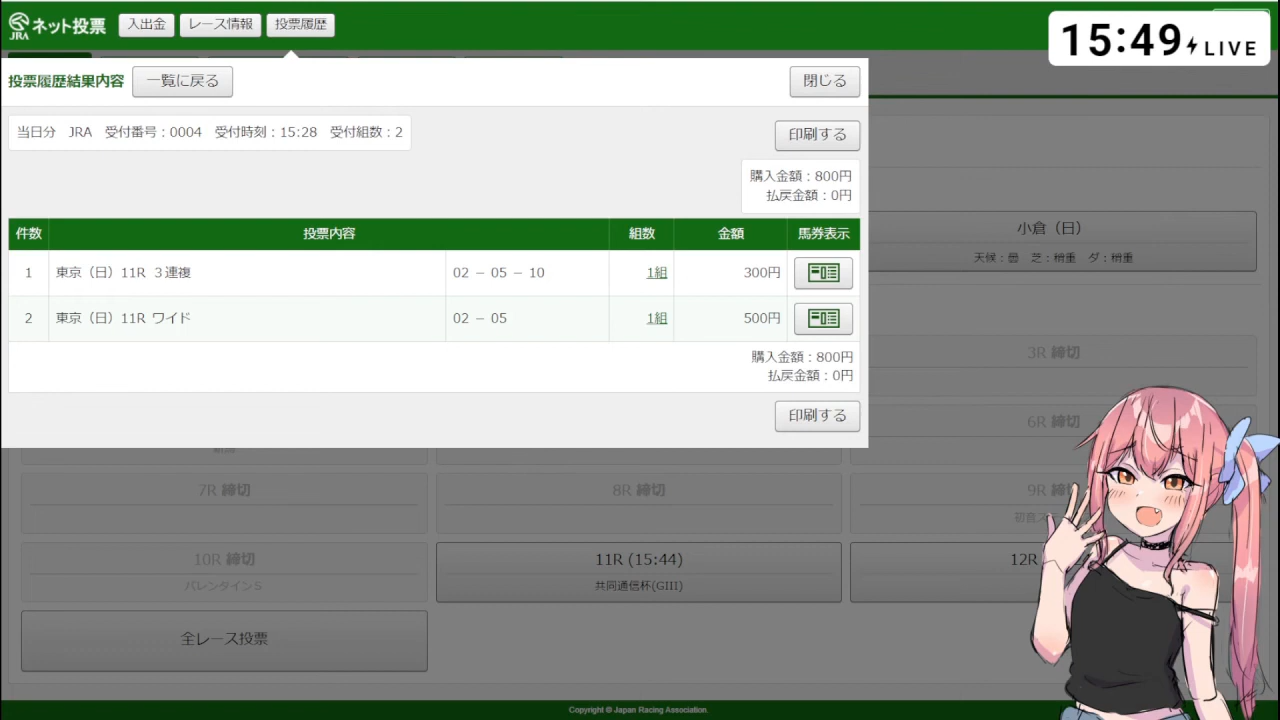 JRA ネット投票
入出金
レース情報
投票履歴
15:49 LIVE
投票履歴結果内容
一覧に戻る
閉じる
当日分 JRA 受付番号：0004 受付時刻：15:28 受付組数：2
印刷する
購入金額：800円
払戻金額：0円
件数 投票内容 組数 金額 馬券表示
1 東京（日）11R ３連複 02 － 05 － 10 1組 300円
2 東京（日）11R ワイド 02 － 05 1組 500円
購入金額：800円
払戻金額：0円
印刷する
小倉（日）
天候：曇 芝：稍重 ダ：稍重
3R 締切
6R 締切
7R 締切
8R 締切
9R 締切
10R 締切
バレンタインＳ
11R (15:44)
共同通信杯(GIII)
12R
全レース投票
Copyright © Japan Racing Association.